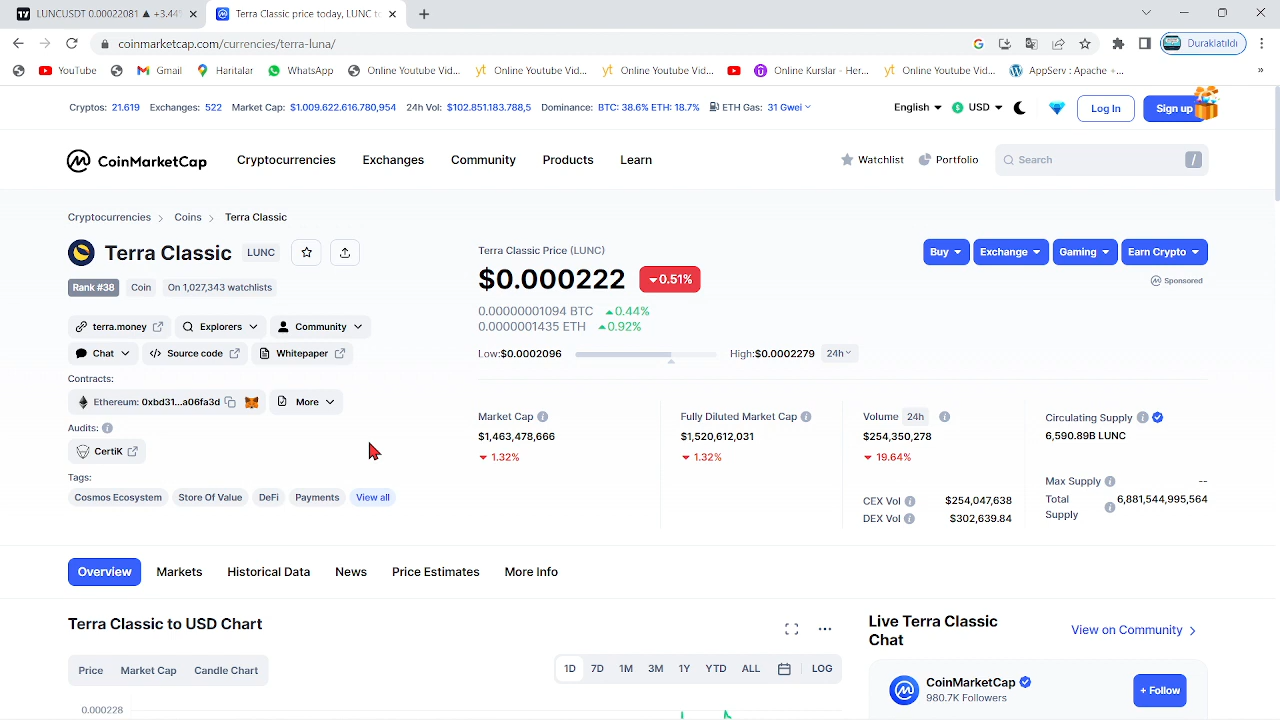 LUNCUSDT 0.00022081 ▲ +3.44
Terra Classic price today, LUNC to
coinmarketcap.com/currencies/terra-luna/
Duraklatıldı
YouTube
Gmail
Haritalar
WhatsApp
Online Youtube Vid...
Online Youtube Vid...
Online Youtube Vid...
Online Kurslar - Her...
Online Youtube Vid...
AppServ : Apache +...
»
Cryptos: 21.619 Exchanges: 522 Market Cap: $1.009.622.616.780,954 24h Vol: $102.851.183.788,5 Dominance: BTC: 38.6% ETH: 18.7% ETH Gas: 31 Gwei
English
USD
Log In
Sign up
CoinMarketCap
Cryptocurrencies
Exchanges
Community
Products
Learn
Watchlist
Portfolio
Search
/
Cryptocurrencies > Coins > Terra Classic
Terra Classic LUNC
Rank #38
Coin
On 1,027,343 watchlists
terra.money
Explorers
Community
Chat
Source code
Whitepaper
Contracts:
Ethereum: 0xbd31...a06fa3d
More
Audits:
CertiK
Tags:
Cosmos Ecosystem
Store Of Value
DeFi
Payments
View all
Terra Classic Price (LUNC)
$0.000222
0.51%
0.00000001094 BTC 0.44%
0.0000001435 ETH 0.92%
Low:$0.0002096
High:$0.0002279
24h
Buy
Exchange
Gaming
Earn Crypto
Sponsored
Market Cap
$1,463,478,666
1.32%
Fully Diluted Market Cap
$1,520,612,031
1.32%
Volume 24h
$254,350,278
19.64%
CEX Vol $254,047,638
DEX Vol $302,639.84
Circulating Supply
6,590.89B LUNC
Max Supply --
Total Supply 6,881,544,995,564
Overview
Markets
Historical Data
News
Price Estimates
More Info
Terra Classic to USD Chart
Price
Market Cap
Candle Chart
1D
7D
1M
3M
1Y
YTD
ALL
LOG
0.000228
Live Terra Classic
Chat
View on Community
CoinMarketCap
980.7K Followers
+ Follow